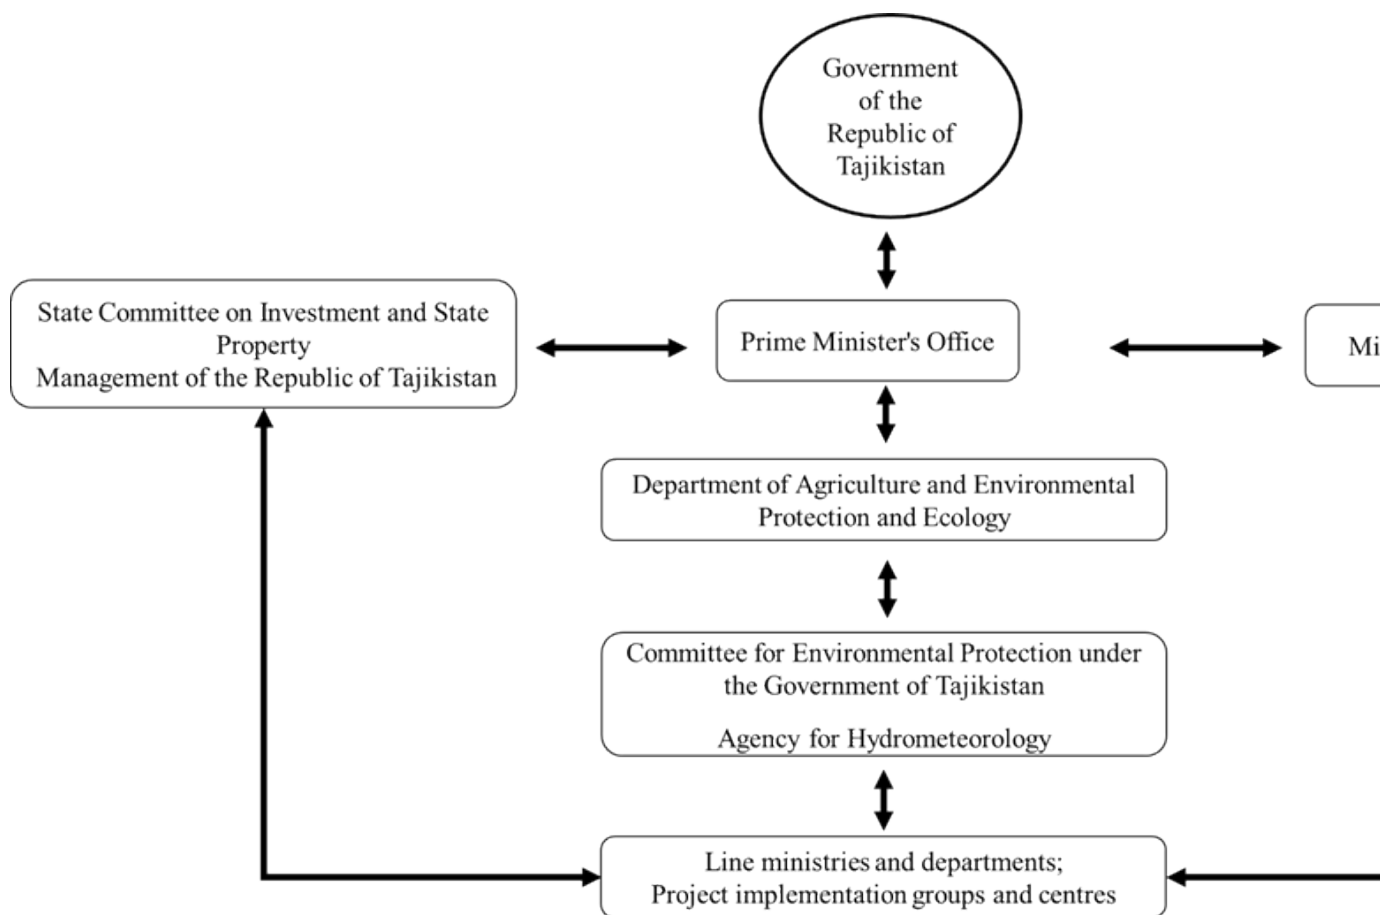 Government
of the
Republic of
Tajikistan
State Committee on Investment and State
Property
Management of the Republic of Tajikistan
Prime Minister's Office
Department of Agriculture and Environmental
Protection and Ecology
Committee for Environmental Protection under
the Government of Tajikistan
Agency for Hydrometeorology
Line ministries and departments;
Project implementation groups and centres